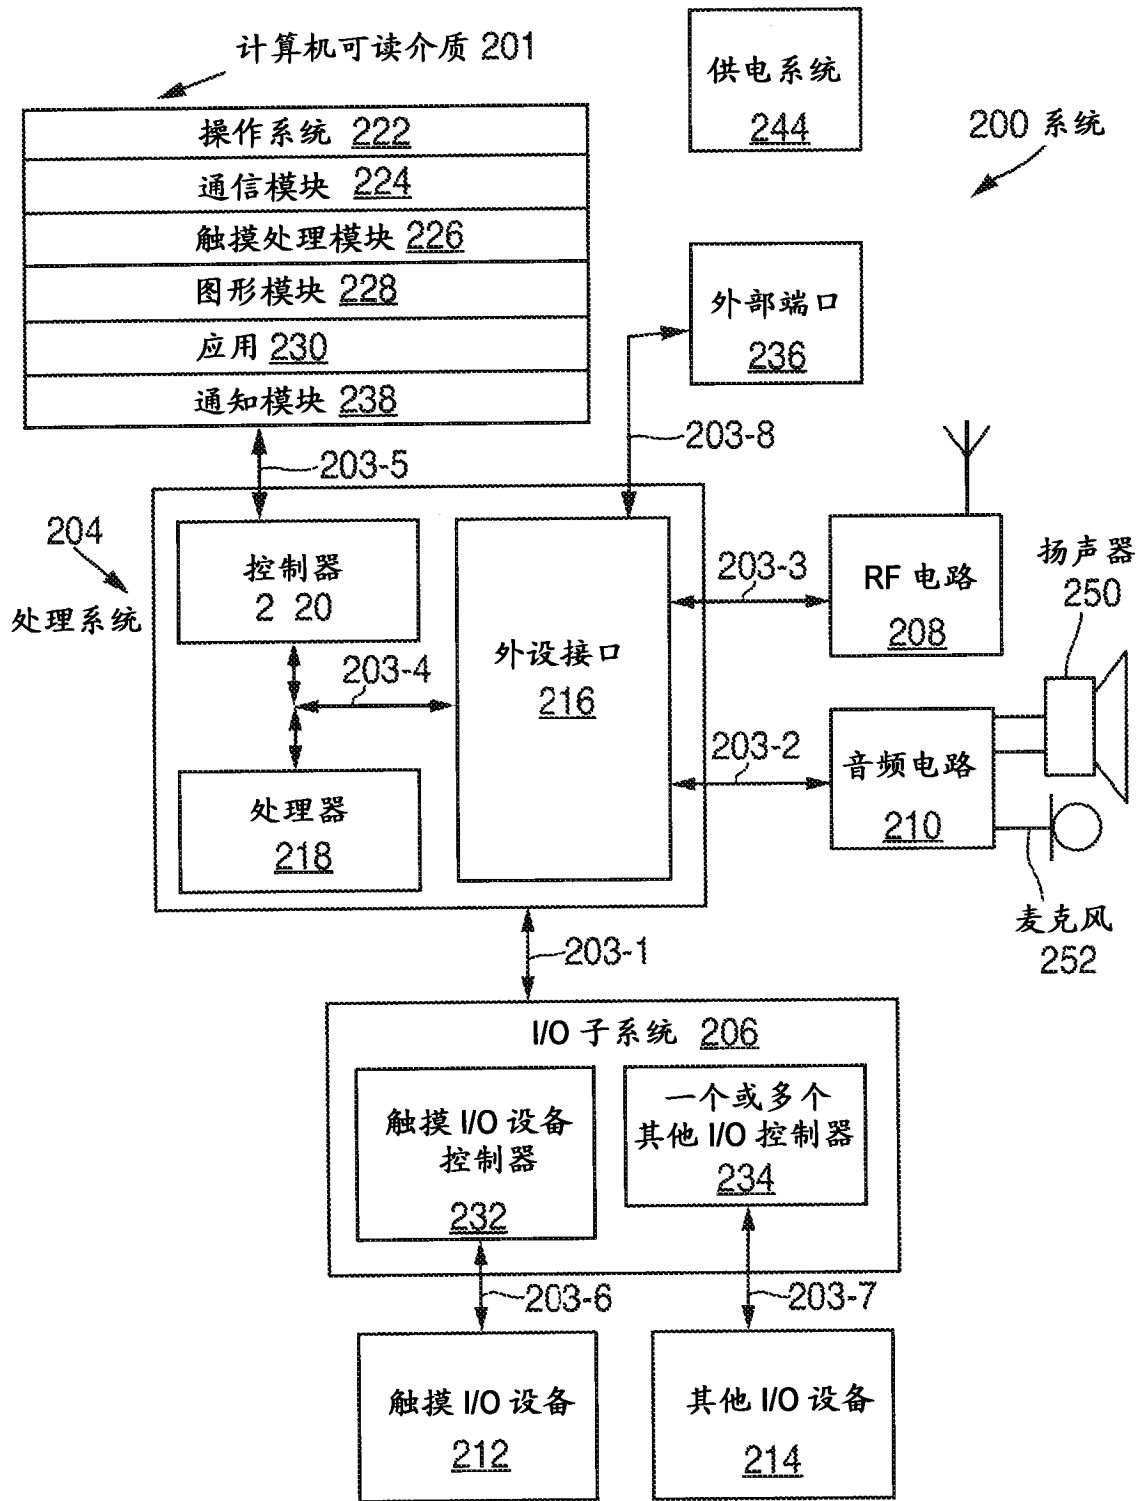 计算机可读介质 201
供电系统
244
200 系统
操作系统 222
通信模块 224
触摸处理模块 226
图形模块 228
应用 230
通知模块 238
外部端口
236
203-5
203-8
204
处理系统
控制器
2 20
203-4
处理器
218
外设接口
216
203-3
RF 电路
208
扬声器
250
203-2
音频电路
210
麦克风
252
203-1
I/O 子系统 206
触摸 I/O 设备
控制器
232
一个或多个
其他 I/O 控制器
234
203-6
203-7
触摸 I/O 设备
212
其他 I/O 设备
214